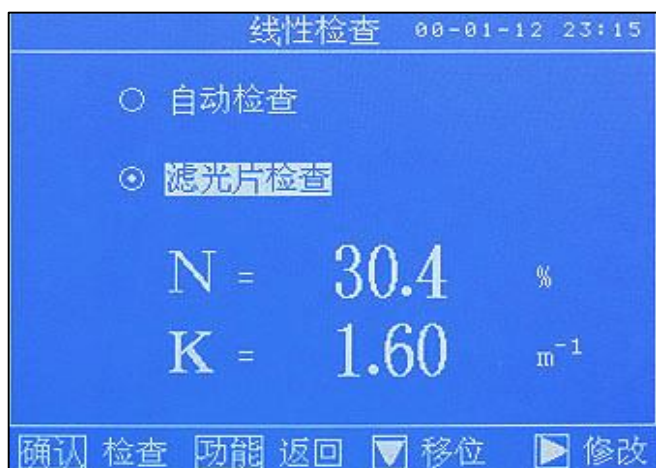 线性检查 00-01-12 23:15
自动检查
滤光片检查
N = 30.4 %
K = 1.60 m⁻¹
确认 检查 功能 返回 ▼ 移位 ▶ 修改